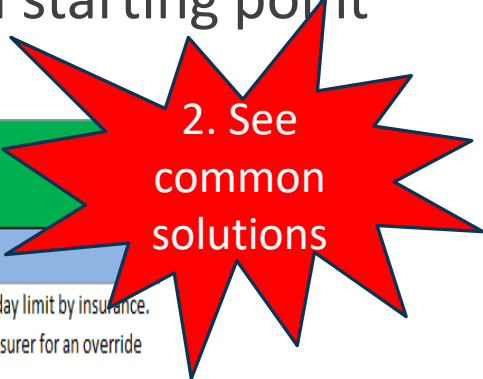 starting point
2. See
common
solutions
day limit by insurance.
surer for an override